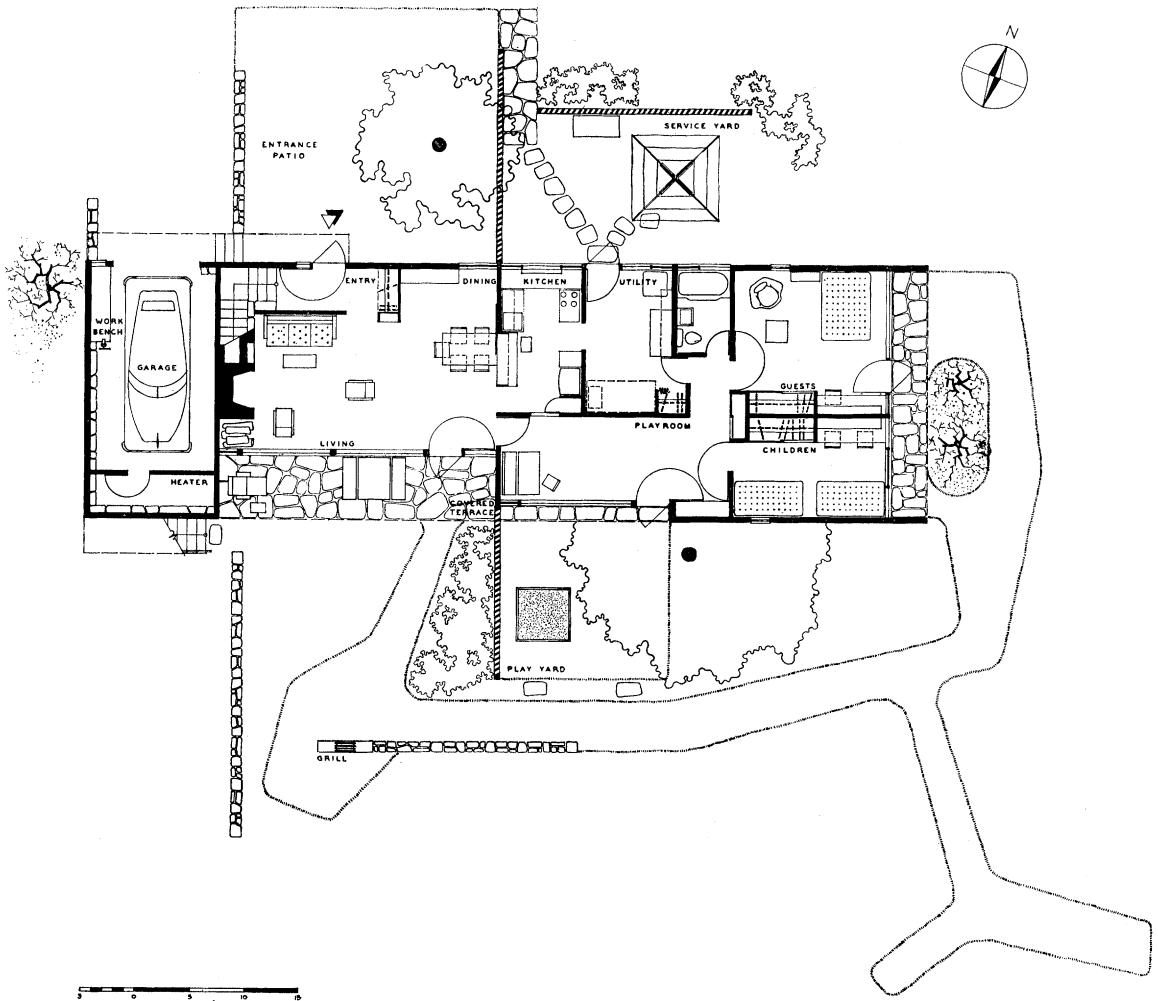 N
SERVICE YARD
ENTRANCE
PATIO
ENTRY
DINING
KITCHEN
UTILITY
WORK
BENCH
GARAGE
GUESTS
PLAYROOM
LIVING
CHILDREN
HEATER
COVERED
TERRACE
PLAY YARD
GRILL
3 0 5 10 15